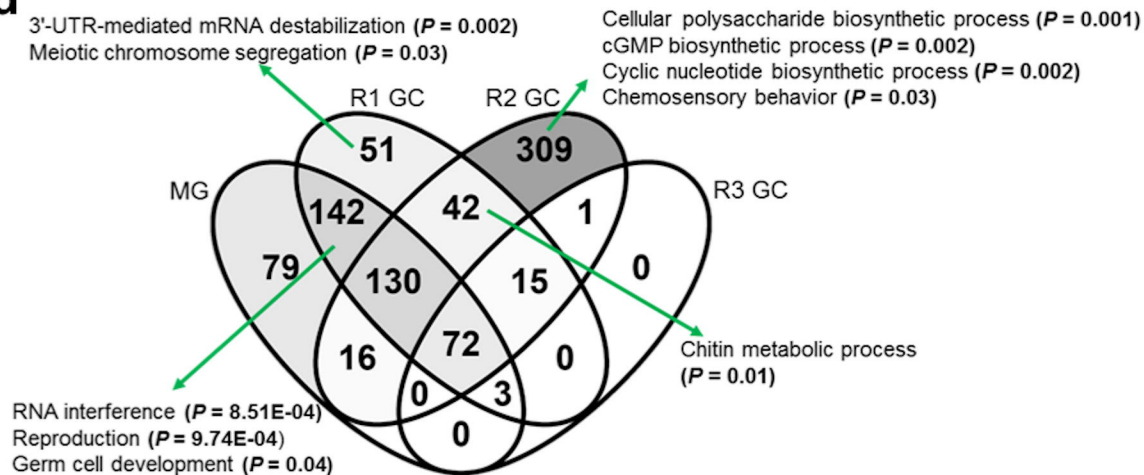 d
3'-UTR-mediated mRNA destabilization (P = 0.002)
Meiotic chromosome segregation (P = 0.03)
Cellular polysaccharide biosynthetic process (P = 0.001)
cGMP biosynthetic process (P = 0.002)
Cyclic nucleotide biosynthetic process (P = 0.002)
Chemosensory behavior (P = 0.03)
R1 GC
R2 GC
MG
R3 GC
51
309
142
42
1
79
130
15
0
16
72
0
0
3
0
Chitin metabolic process
(P = 0.01)
RNA interference (P = 8.51E-04)
Reproduction (P = 9.74E-04)
Germ cell development (P = 0.04)